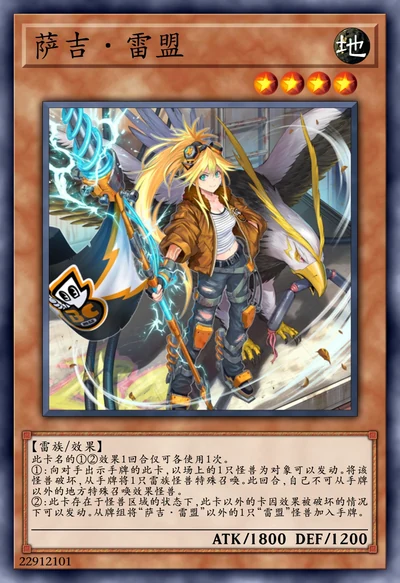 萨吉·雷盟
地
【雷族/效果】
此卡名的①②效果1回合仅可各使用1次。
①:向对手出示手牌的此卡,以场上的1只怪兽为对象可以发动。将该
怪兽破坏,从手牌将1只雷族怪兽特殊召唤。此回合,自己不可从手牌
以外的地方特殊召唤效果怪兽。
②:此卡存在于怪兽区域的状态下,此卡以外的卡因效果被破坏的情况
下可以发动。从牌组将“萨吉·雷盟”以外的1只“雷盟”怪兽加入手牌。
ATK/1800 DEF/1200
22912101